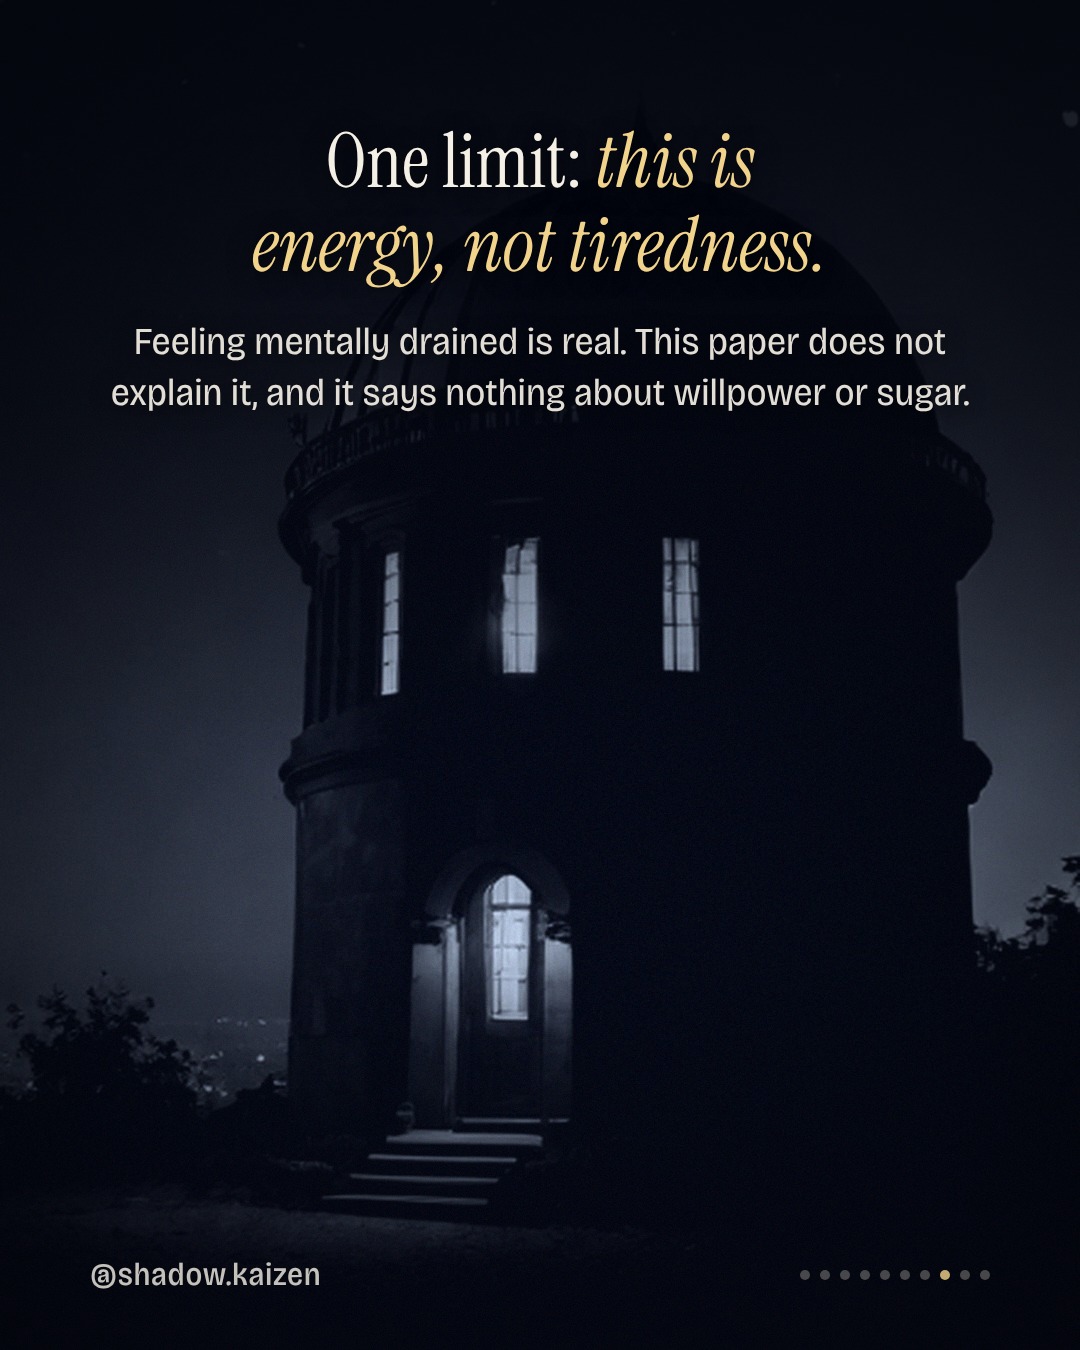 One limit: this is
energy, not tiredness.
Feeling mentally drained is real. This paper does not
explain it, and it says nothing about willpower or sugar.
@shadow.kaizen